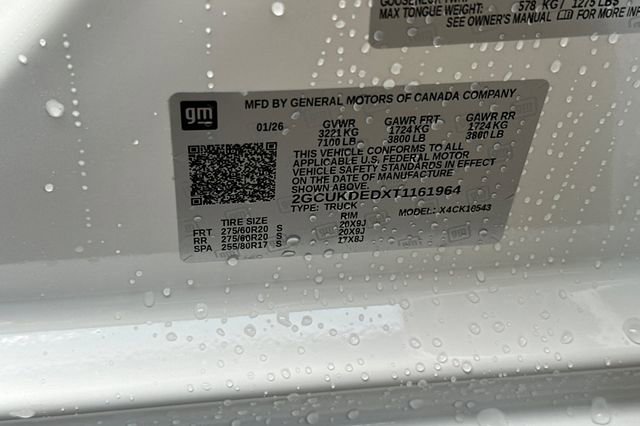 578 KG / 1275 LBS
MAX TONGUE WEIGHT:
SEE OWNER'S MANUAL FOR MORE INFO
gm
MFD BY GENERAL MOTORS OF CANADA COMPANY
01/26 GVWR GAWR FRT GAWR RR
3221 KG 1724 KG 1724 KG
7100 LB 3800 LB 3800 LB
THIS VEHICLE CONFORMS TO ALL
APPLICABLE U.S. FEDERAL MOTOR
VEHICLE SAFETY STANDARDS IN EFFECT
ON THE DATE OF MANUFACTURE
SHOWN ABOVE.
2GCUKDEDXT1161964
TYPE: TRUCK MODEL: X4CK10543
TIRE SIZE RIM
FRT 275/60R20 S 20X9J
RR 275/60R20 S 20X9J
SPA 255/80R17 S 17X8J